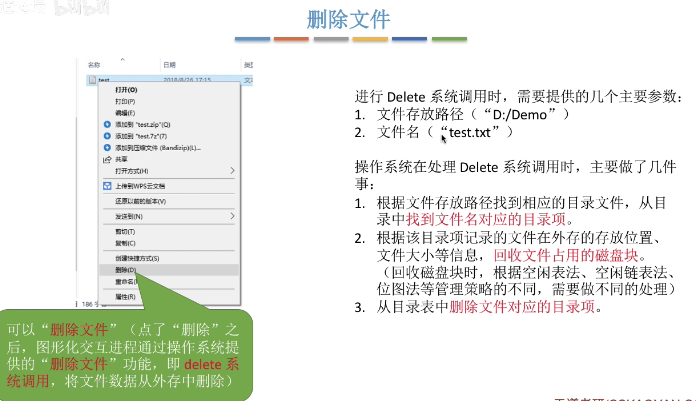 删除文件
名称
日期
类型
test
2018/8/26 17:15
文
打开(O)
打印(P)
编辑(E)
添加到 "test.zip"(Q)
添加到 "test.7z"(7)
添加到压缩文件 (Bandizip)(L)...
共享
打开方式(H)
上传到WPS云文档
还原以前的版本(V)
发送到(N)
剪切(T)
复制(C)
创建快捷方式(S)
删除(D)
重命名(
属性(R)
186 字
可以“删除文件”（点了“删除”之
后，图形化交互进程通过操作系统提
供的“删除文件”功能，即 delete 系
统调用，将文件数据从外存中删除）
进行 Delete 系统调用时，需要提供的几个主要参数：
1. 文件存放路径（“D:/Demo”）
2. 文件名（“test.txt”）
操作系统在处理 Delete 系统调用时，主要做了几件
事：
1. 根据文件存放路径找到相应的目录文件，从目
录中找到文件名对应的目录项。
2. 根据该目录项记录的文件在外存的存放位置、
文件大小等信息，回收文件占用的磁盘块。
（回收磁盘块时，根据空闲表法、空闲链表法、
位图法等管理策略的不同，需要做不同的处理）
3. 从目录表中删除文件对应的目录项。